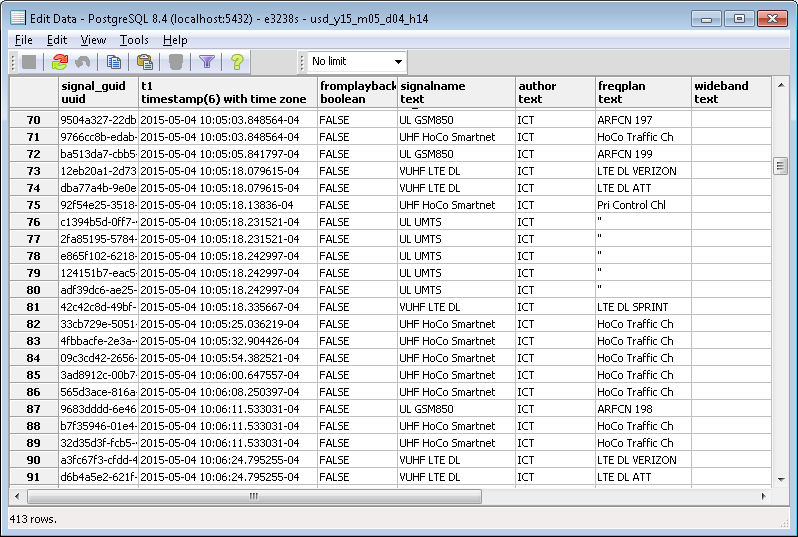 Edit Data - PostgreSQL 8.4 (localhost:5432) - e3238s - usd_y15_m05_d04_h14
File Edit View Tools Help
No limit
signal_guid t1 fromplayback signalname author freqplan wideband
uuid timestamp(6) with time zone boolean text text text text
70 9504a327-22db 2015-05-04 10:05:03.848564-04 FALSE UL GSM850 ICT ARFCN 197
71 9766cc8b-edab- 2015-05-04 10:05:03.848564-04 FALSE UHF HoCo Smartnet ICT HoCo Traffic Ch
72 ba513da7-cbb5- 2015-05-04 10:05:05.841797-04 FALSE UL GSM850 ICT ARFCN 199
73 12eb20a1-2d73 2015-05-04 10:05:18.079615-04 FALSE VUHF LTE DL ICT LTE DL VERIZON
74 dba77a4b-9e0e 2015-05-04 10:05:18.079615-04 FALSE VUHF LTE DL ICT LTE DL ATT
75 92f54e25-3518- 2015-05-04 10:05:18.13836-04 FALSE UHF HoCo Smartnet ICT Pri Control Chl
76 c1394b5d-0ff7- 2015-05-04 10:05:18.231521-04 FALSE UL UMTS ICT "
77 2fa85195-5784- 2015-05-04 10:05:18.231521-04 FALSE UL UMTS ICT "
78 e865f102-6218- 2015-05-04 10:05:18.242997-04 FALSE UL UMTS ICT "
79 124151b7-eac5- 2015-05-04 10:05:18.242997-04 FALSE UL UMTS ICT "
80 adf39dc6-ae25- 2015-05-04 10:05:18.242997-04 FALSE UL UMTS ICT "
81 42c42c8d-49bf- 2015-05-04 10:05:18.335667-04 FALSE VUHF LTE DL ICT LTE DL SPRINT
82 33cb729e-5051- 2015-05-04 10:05:25.036219-04 FALSE UHF HoCo Smartnet ICT HoCo Traffic Ch
83 4fbbacfe-2e3a- 2015-05-04 10:05:32.904426-04 FALSE UHF HoCo Smartnet ICT HoCo Traffic Ch
84 09c3cd42-2656- 2015-05-04 10:05:54.382521-04 FALSE UHF HoCo Smartnet ICT HoCo Traffic Ch
85 3ad8912c-00b7- 2015-05-04 10:06:00.647557-04 FALSE UHF HoCo Smartnet ICT HoCo Traffic Ch
86 565d3ace-816a- 2015-05-04 10:06:08.250397-04 FALSE UHF HoCo Smartnet ICT HoCo Traffic Ch
87 9683dddd-6e46 2015-05-04 10:06:11.533031-04 FALSE UL GSM850 ICT ARFCN 198
88 b7f35946-01e4- 2015-05-04 10:06:11.533031-04 FALSE UHF HoCo Smartnet ICT HoCo Traffic Ch
89 32d35d3f-fcb5- 2015-05-04 10:06:11.533031-04 FALSE UHF HoCo Smartnet ICT HoCo Traffic Ch
90 a3fc67f3-cfdd- 2015-05-04 10:06:24.795255-04 FALSE VUHF LTE DL ICT LTE DL VERIZON
91 d6b4a5e2-621f- 2015-05-04 10:06:24.795255-04 FALSE VUHF LTE DL ICT LTE DL ATT
413 rows.